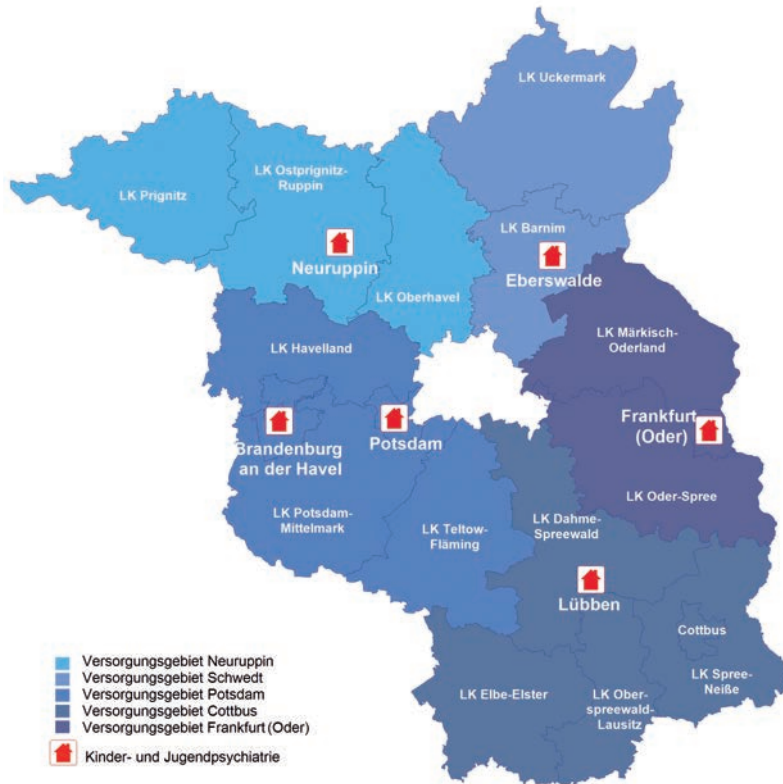 LK Uckermark
LK Ostprignitz-
Ruppin
LK Prignitz
LK Barnim
Neuruppin
Eberswalde
LK Oberhavel
LK Märkisch-
Oderland
LK Havelland
Frankfurt
(Oder)
Brandenburg
an der Havel
Potsdam
LK Oder-Spree
LK Potsdam-
Mittelmark
LK Teltow-
Fläming
LK Dahme-
Spreewald
Lübben
Cottbus
LK Spree-
Neiße
LK Elbe-Elster
LK Ober-
spreewald-
Lausitz
Versorgungsgebiet Neuruppin
Versorgungsgebiet Schwedt
Versorgungsgebiet Potsdam
Versorgungsgebiet Cottbus
Versorgungsgebiet Frankfurt (Oder)
Kinder- und Jugendpsychiatrie